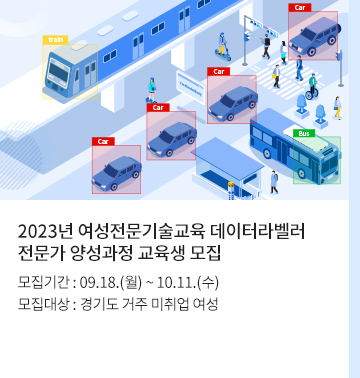 Car
train
Car
Car
Bus
Car
2023년 여성전문기술교육 데이터라벨러
전문가 양성과정 교육생 모집
모집기간 : 09.18.(월) ~ 10.11.(수)
모집대상 : 경기도 거주 미취업 여성